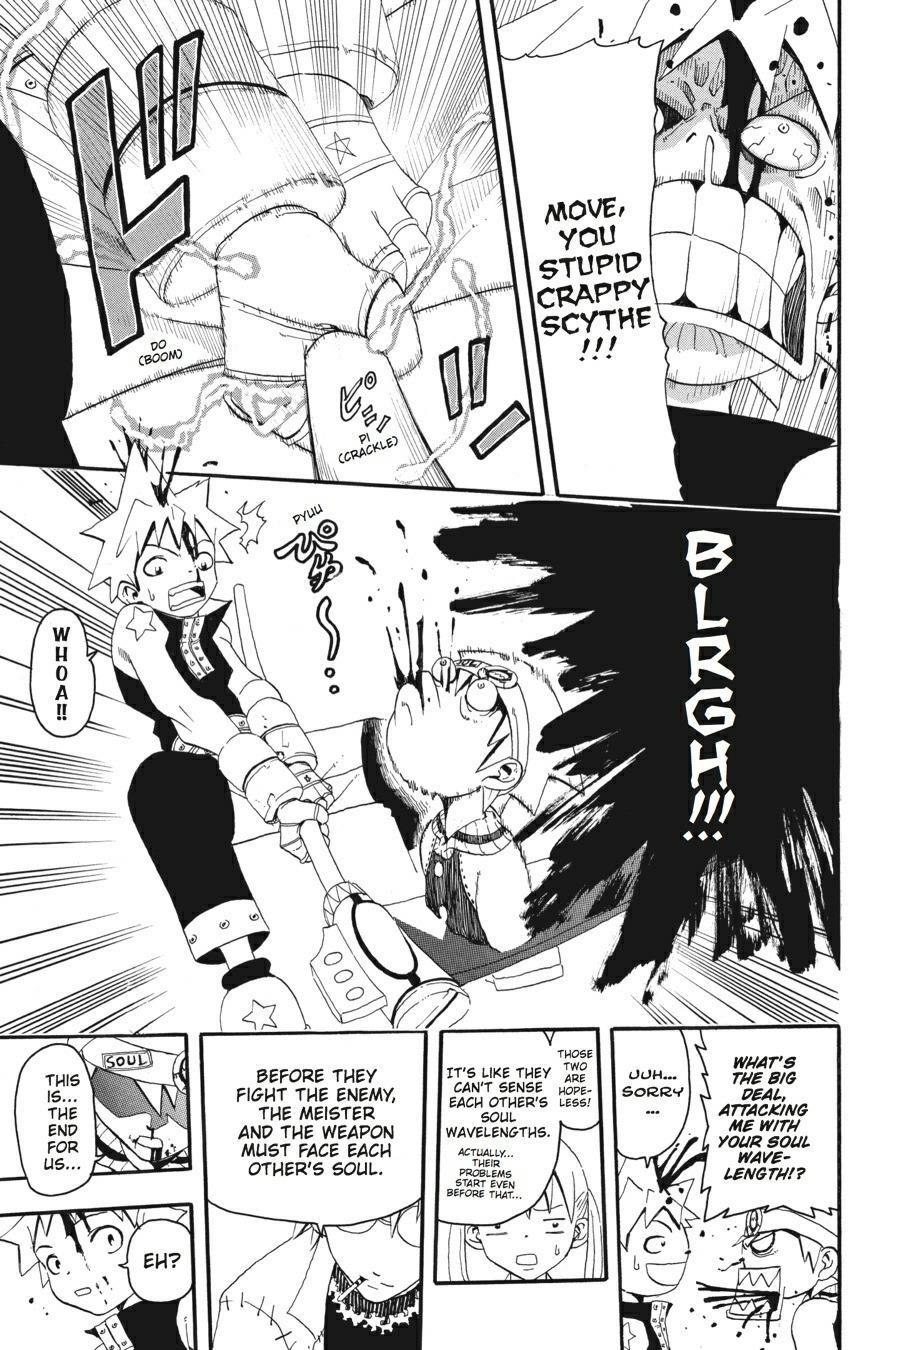 MOVE,
YOU
STUPID
CRAPPY
SCYTHE
!!!
ドドド
DO
(BOOM)
ピシ
PI
(CRACKLE)
BLRGH!!!
PYUU
WHOA!!
WHAT'S
THE BIG
DEAL,
ATTACKING
ME WITH
YOUR SOUL
WAVE-
LENGTH!?
UUH...
SORRY
...
THOSE
TWO
ARE
HOPE-
LESS!
IT'S LIKE THEY
CAN'T SENSE
EACH OTHER'S
SOUL
WAVELENGTHS.
ACTUALLY...
THEIR
PROBLEMS
START EVEN
BEFORE THAT...
BEFORE THEY
FIGHT THE ENEMY,
THE MEISTER
AND THE WEAPON
MUST FACE EACH
OTHER'S SOUL.
SOUL
THIS
IS...
THE END
FOR
US...
EH?